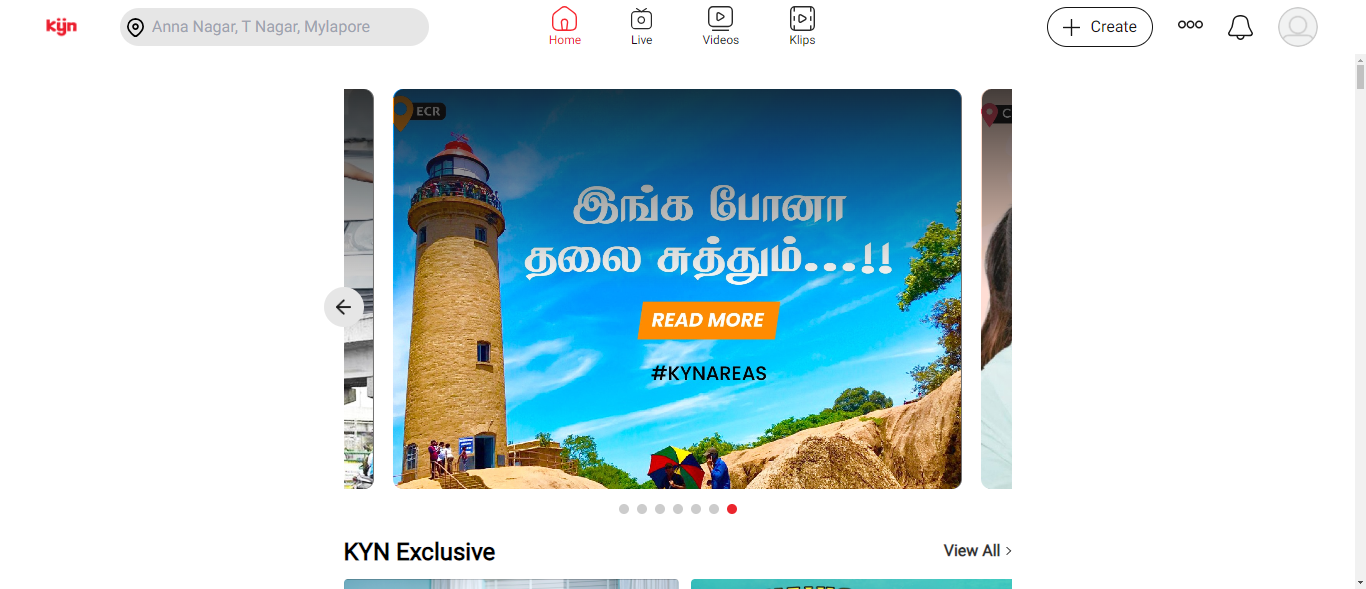 kyn
Anna Nagar, T Nagar, Mylapore
Home
Live
Videos
Klips
Create
ECR
இங்க போனா
தலை சுத்தும்...!!
READ MORE
#KYNAREAS
KYN Exclusive
View All